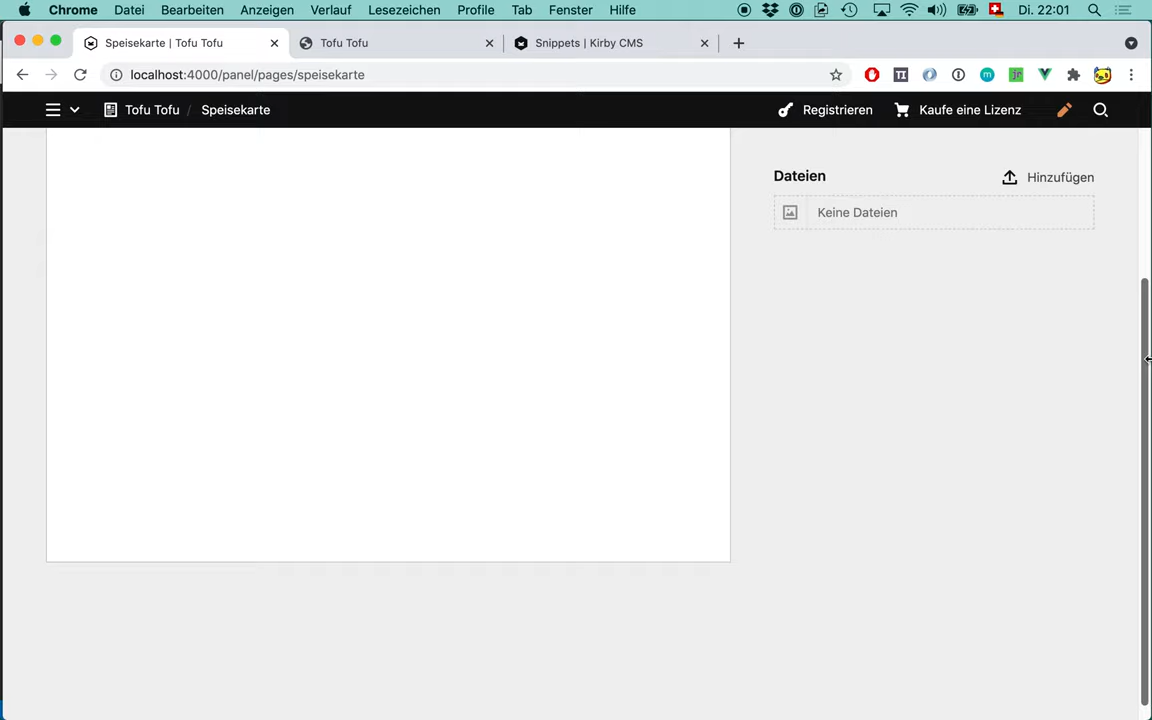 Chrome Datei Bearbeiten Anzeigen Verlauf Lesezeichen Profile Tab Fenster Hilfe Di. 22:01
Speisekarte | Tofu Tofu
Tofu Tofu
Snippets | Kirby CMS
localhost:4000/panel/pages/speisekarte
Tofu Tofu / Speisekarte
Registrieren
Kaufe eine Lizenz
Dateien
Hinzufügen
Keine Dateien